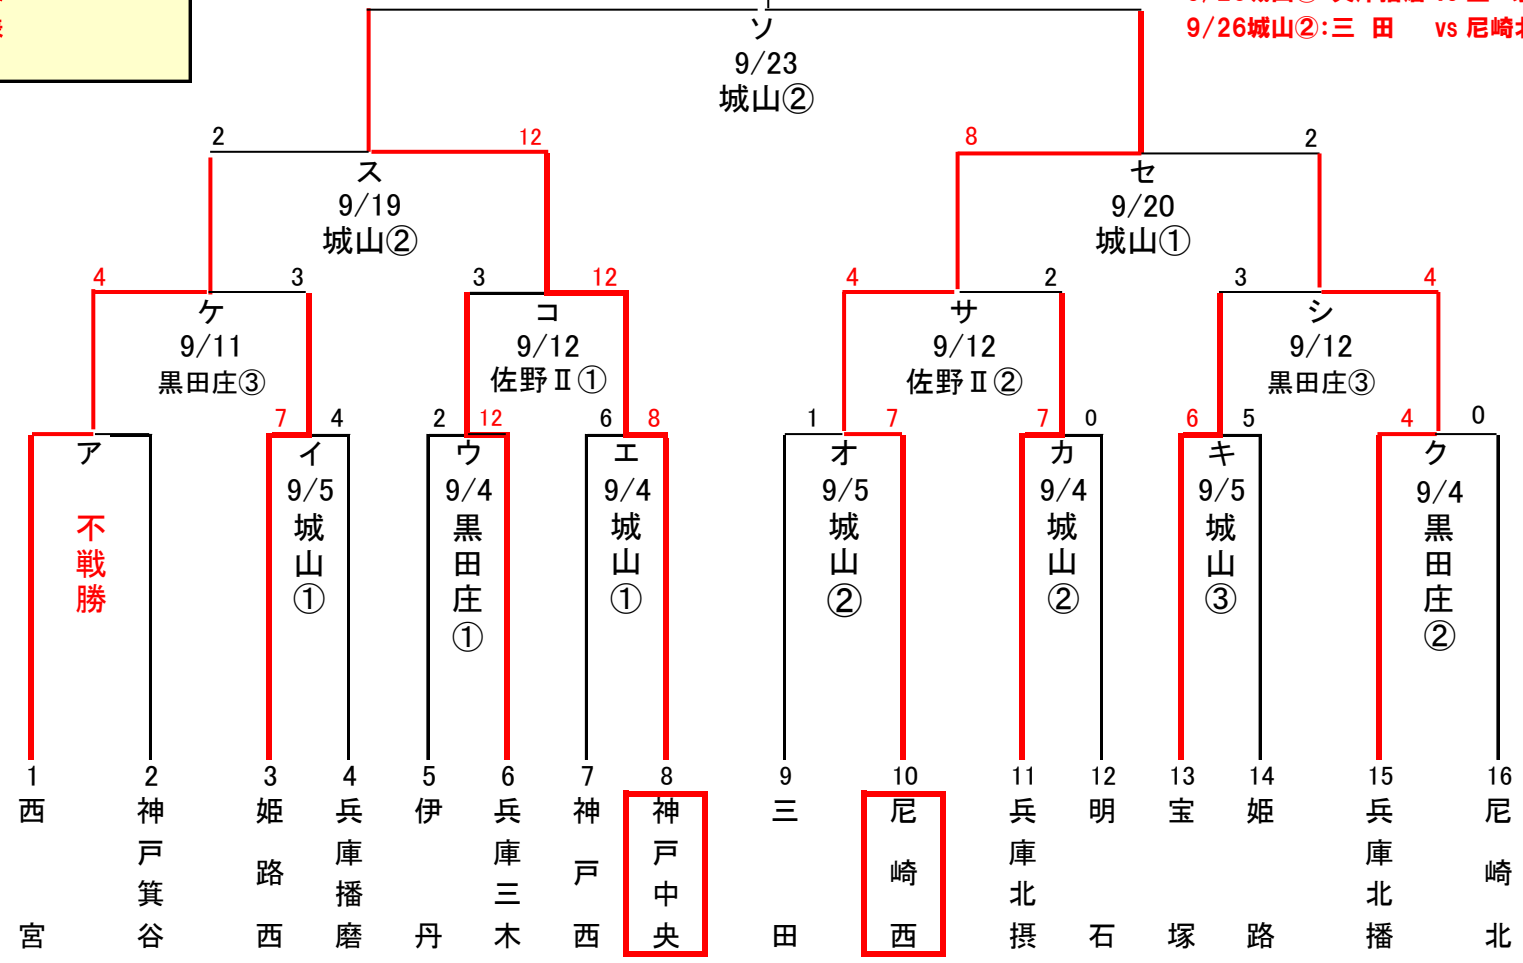 9/26城山②:三 田 vs 尼崎
ソ
9/23
城山②
2 12 8 2
ス セ
9/19 9/20
城山② 城山①
4 3 3 12 4 2 3 4
ケ コ サ シ
9/11 9/12 9/12 9/12
黒田庄③ 佐野Ⅱ① 佐野Ⅱ② 黒田庄③
7 4 2 12 6 8 1 7 7 0 6 5 4 0
ア イ ウ エ オ カ キ ク
9/5 9/4 9/4 9/5 9/4 9/5 9/4
不戦勝 城山① 黒田庄① 城山① 城山② 城山② 城山③ 黒田庄②
1 2 3 4 5 6 7 8 9 10 11 12 13 14 15 16
西宮
神戸箕谷
姫路西
兵庫播磨
伊丹
兵庫三木
神戸西
神戸中央
三田
尼崎西
兵庫北摂
明石
宝塚
姫路
兵庫北播
尼崎北